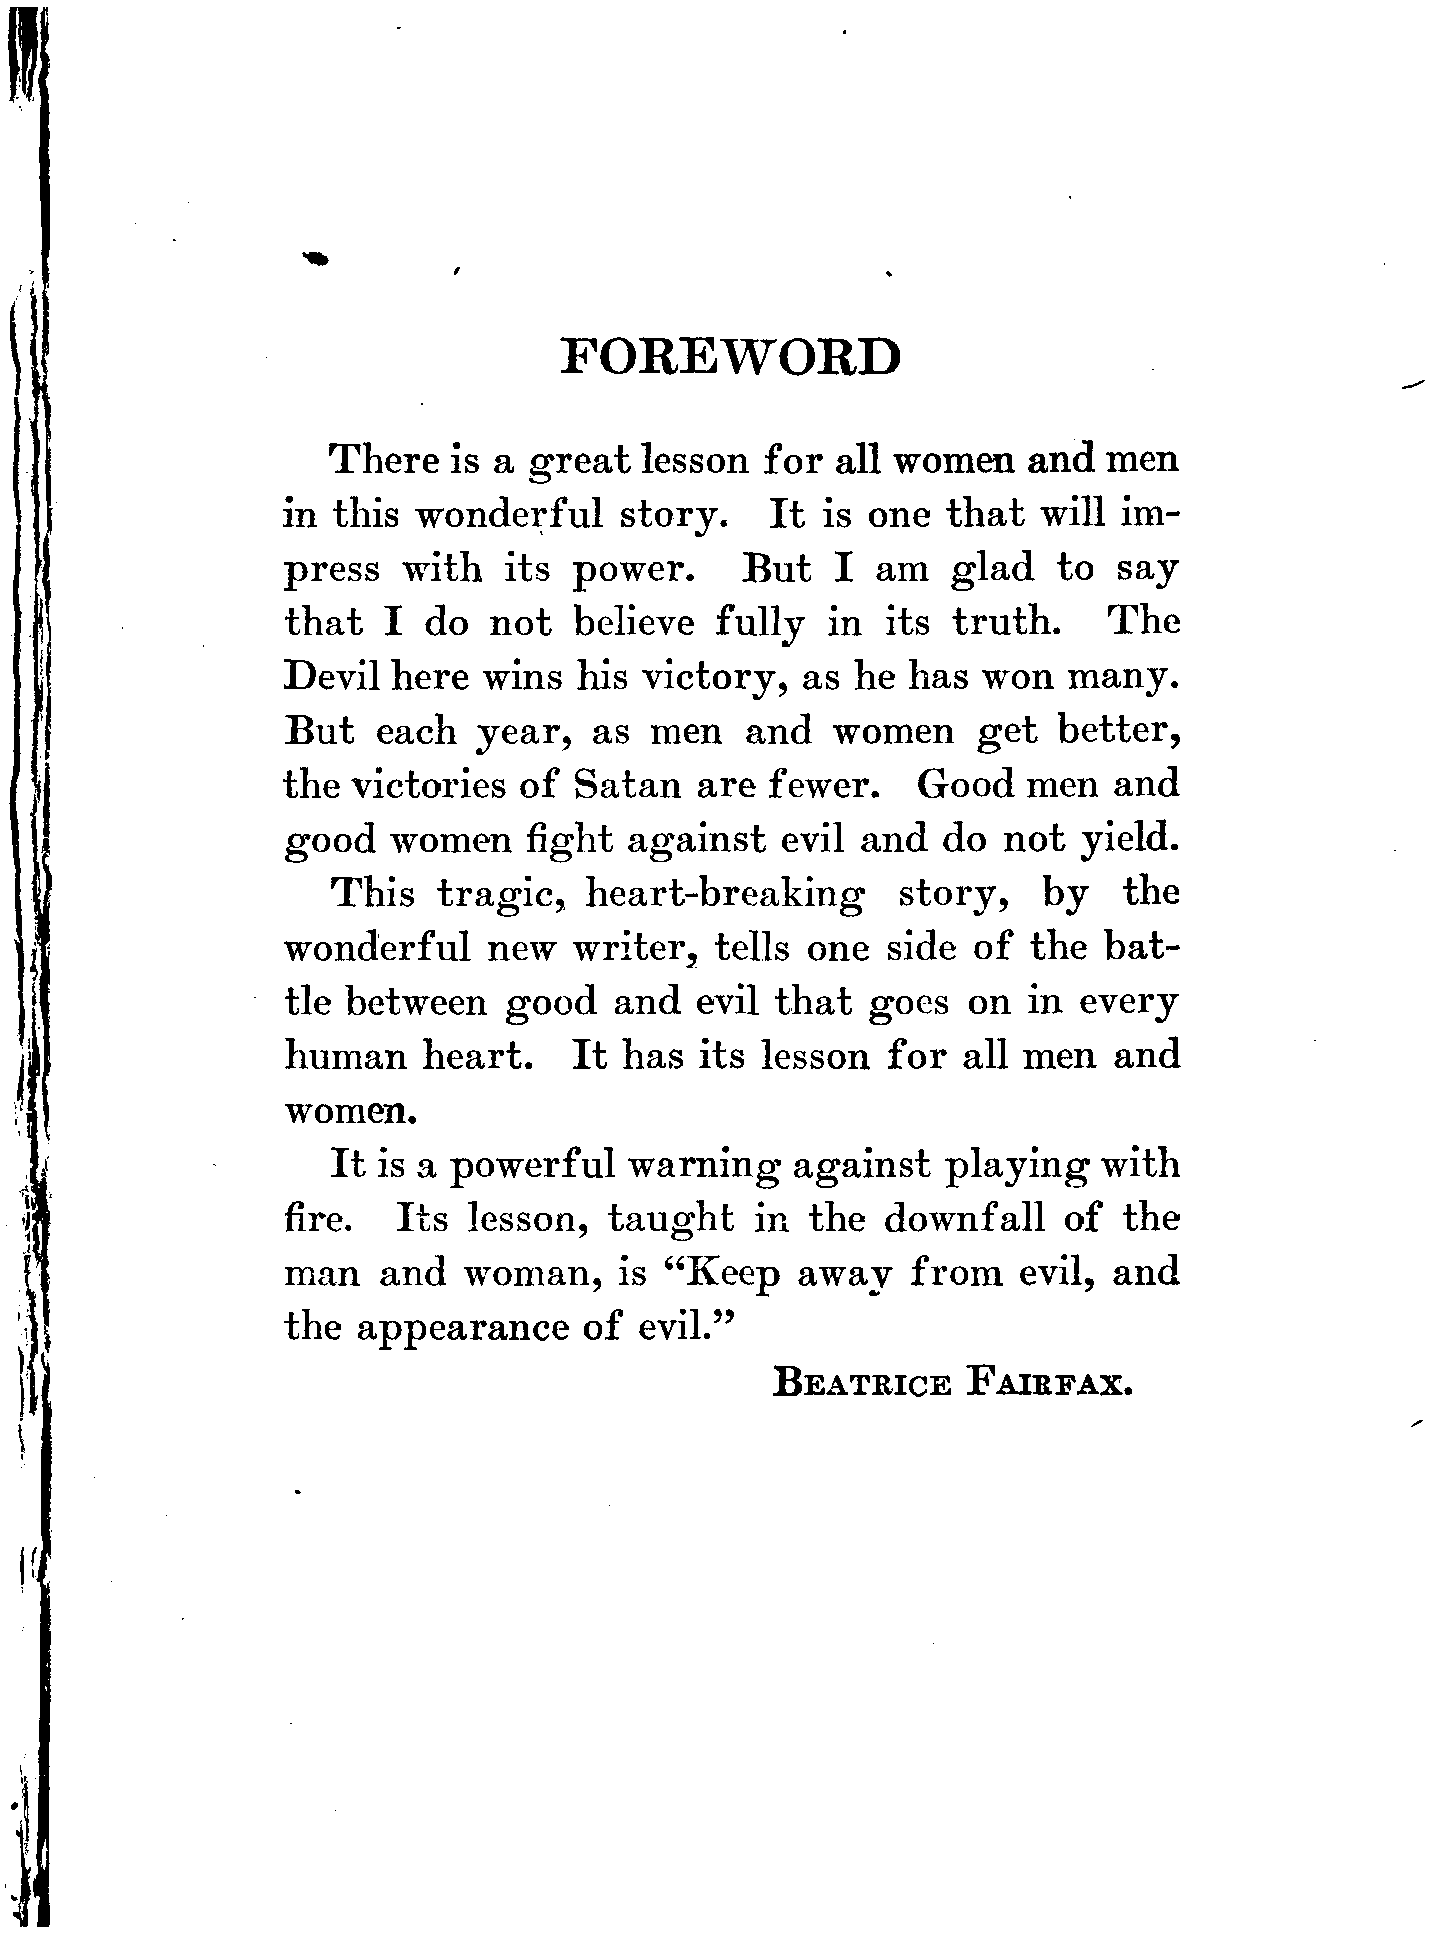 FOREWORD
There is a great lesson for all women and men
in this wonderful story. It is one that will im-
press with its power. But I am glad to say
that I do not believe fully in its truth. The
Devil here wins his victory, as he has won many.
But each year, as men and women get better,
the victories of Satan are fewer. Good men and
good women fight against evil and do not yield.
This tragic, heart-breaking story, by the
wonderful new writer, tells one side of the bat-
tle between good and evil that goes on in every
human heart. It has its lesson for all men and
women.
It is a powerful warning against playing with
fire. Its lesson, taught in the downfall of the
man and woman, is “Keep away from evil, and
the appearance of evil.”
BEATRICE FAIRFAX.